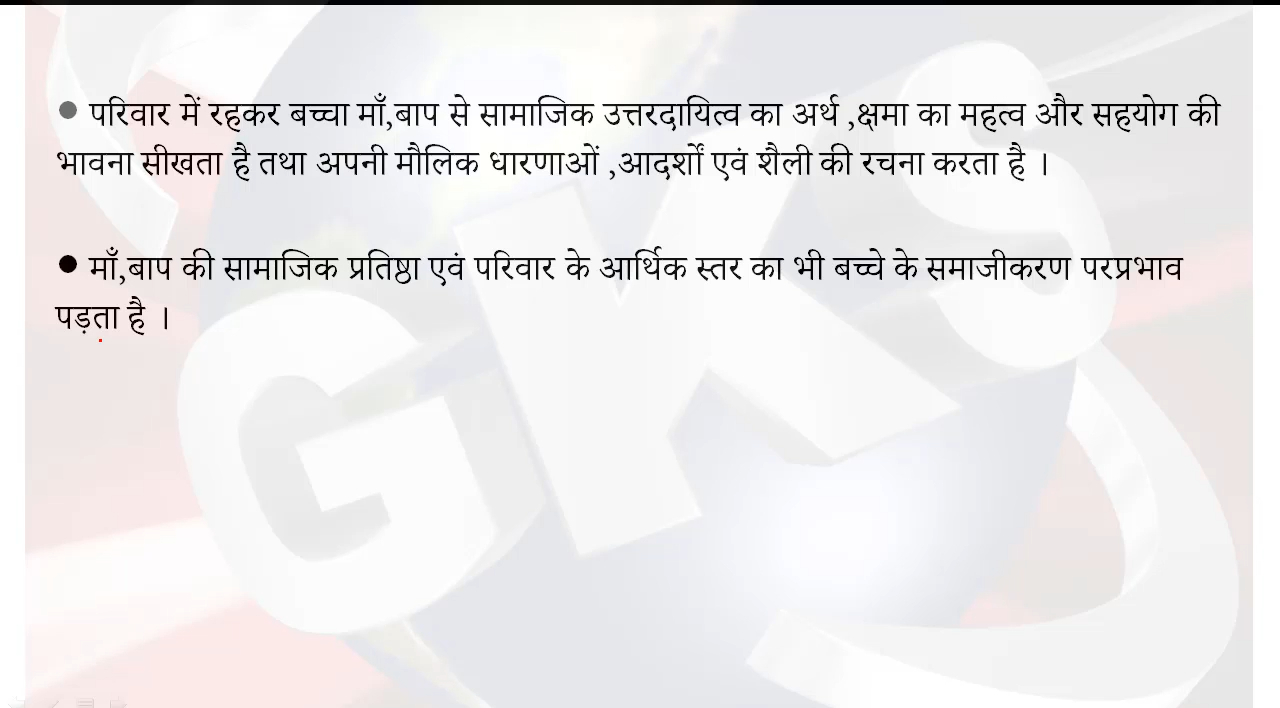 ● परिवार में रहकर बच्चा माँ,बाप से सामाजिक उत्तरदायित्व का अर्थ ,क्षमा का महत्व और सहयोग की
भावना सीखता है तथा अपनी मौलिक धारणाओं ,आदर्शों एवं शैली की रचना करता है ।
● माँ,बाप की सामाजिक प्रतिष्ठा एवं परिवार के आर्थिक स्तर का भी बच्चे के समाजीकरण परप्रभाव
पड़ता है ।
GKS